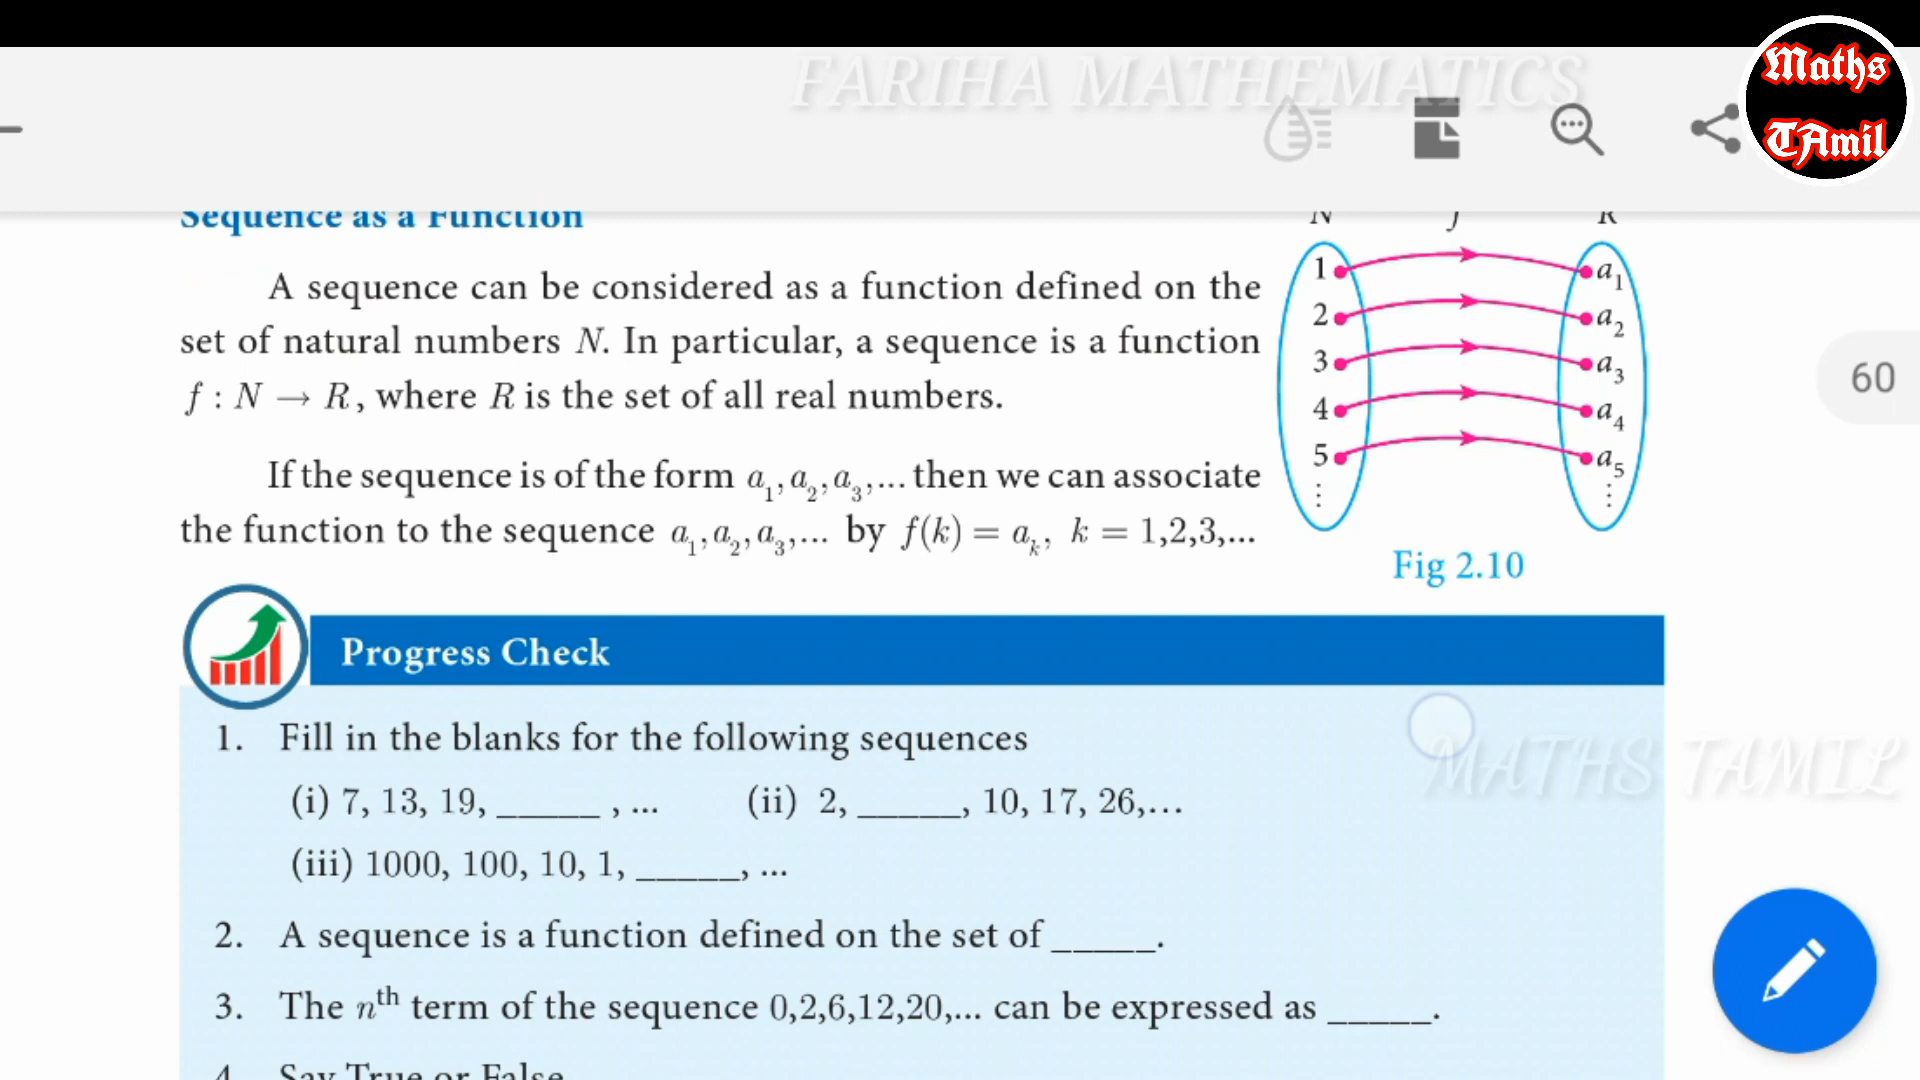 FARIHA MATHEMATICS
Maths
TAmil
Sequence as a Function
N f R
A sequence can be considered as a function defined on the
set of natural numbers N. In particular, a sequence is a function
f : N → R, where R is the set of all real numbers.
If the sequence is of the form a₁, a₂, a₃,... then we can associate
the function to the sequence a₁, a₂, a₃,... by f(k) = aₖ, k = 1,2,3,...
1 a₁
2 a₂
3 a₃
4 a₄
5 a₅
⋮ ⋮
Fig 2.10
60
Progress Check
1. Fill in the blanks for the following sequences
(i) 7, 13, 19, _____ , ... (ii) 2, _____, 10, 17, 26,...
(iii) 1000, 100, 10, 1, _____, ...
MATHS TAMIL
2. A sequence is a function defined on the set of _____.
3. The nᵗʰ term of the sequence 0,2,6,12,20,... can be expressed as _____.
4. Say True or False